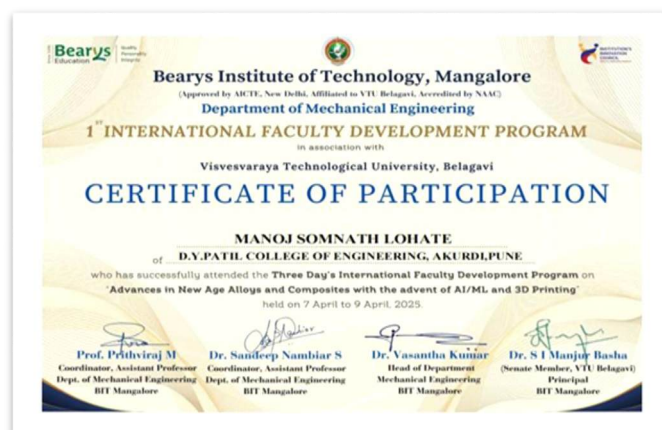 Bearys
Education
Quality
Personality
Integrity
INSTITUTION'S
INNOVATION
COUNCIL
Bearys Institute of Technology, Mangalore
(Approved by AICTE, New Delhi, Affiliated to VTU Belagavi, Accredited by NAAC)
Department of Mechanical Engineering
1ST INTERNATIONAL FACULTY DEVELOPMENT PROGRAM
in association with
Visvesvaraya Technological University, Belagavi
CERTIFICATE OF PARTICIPATION
MANOJ SOMNATH LOHATE
of D.Y.PATIL COLLEGE OF ENGINEERING, AKURDI,PUNE
who has successfully attended the Three Day's International Faculty Development Program on
"Advances in New Age Alloys and Composites with the advent of AI/ML and 3D Printing"
held on 7 April to 9 April, 2025.
Prof. Prithviraj M
Coordinator, Assistant Professor
Dept. of Mechanical Engineering
BIT Mangalore
Dr. Sandeep Nambiar S
Coordinator, Assistant Professor
Dept. of Mechanical Engineering
BIT Mangalore
Dr. Vasantha Kumar
Head of Department
Mechanical Engineering
BIT Mangalore
Dr. S I Manjur Basha
(Senate Member, VTU Belagavi)
Principal
BIT Mangalore